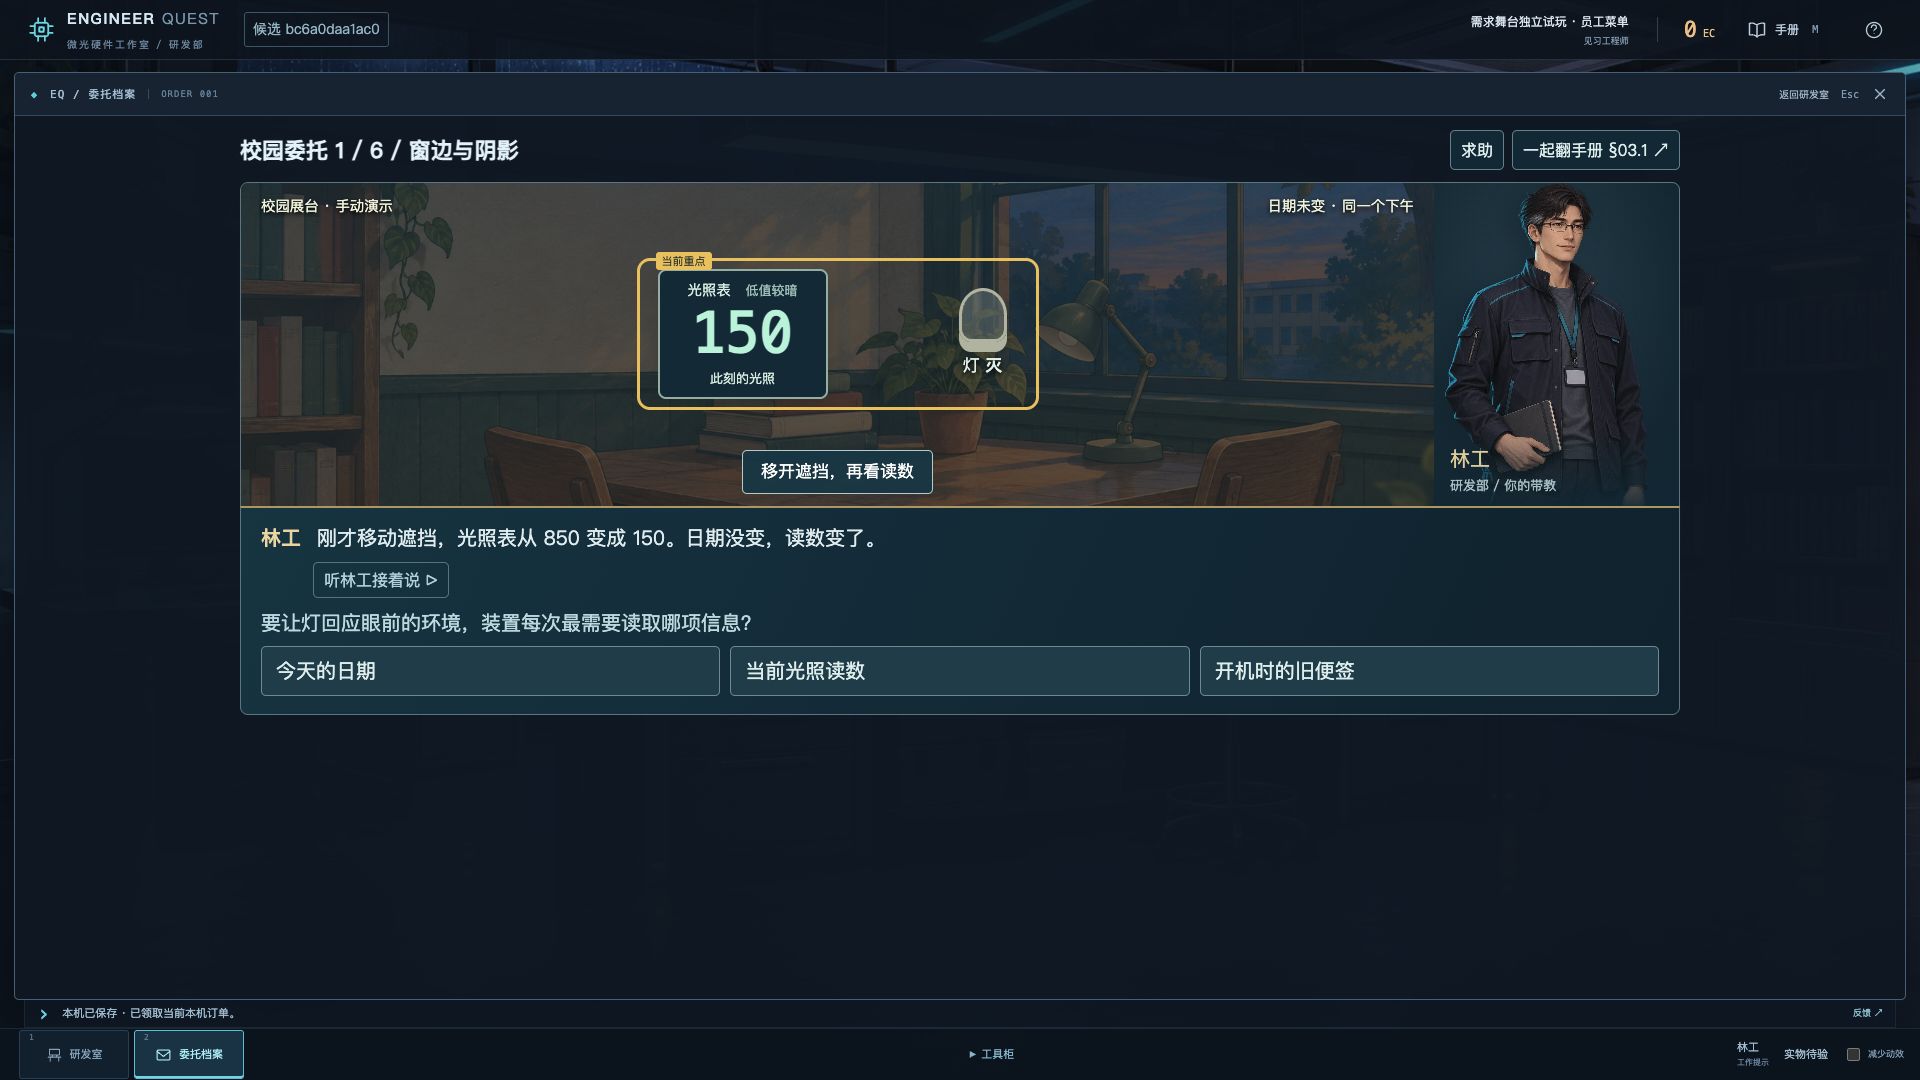 ENGINEER QUEST
微光硬件工作室 / 研发部
候选 bc6a0daa1ac0
需求舞台独立试玩 · 员工菜单
见习工程师
0 EC
手册 M
EQ / 委托档案
ORDER 001
返回研发室 Esc
校园委托 1 / 6 / 窗边与阴影
求助
一起翻手册 §03.1 ↗
校园展台 · 手动演示
日期未变 · 同一个下午
当前重点
光照表 低值较暗
150
此刻的光照
灯 灭
移开遮挡，再看读数
林工
研发部 / 你的带教
林工 刚才移动遮挡，光照表从 850 变成 150。日期没变，读数变了。
听林工接着说 ▷
要让灯回应眼前的环境，装置每次最需要读取哪项信息？
今天的日期
当前光照读数
开机时的旧便签
本机已保存 · 已领取当前本机订单。
反馈 ↗
1 研发室
2 委托档案
▶ 工具柜
林工
工作提示
实物待验
减少动效